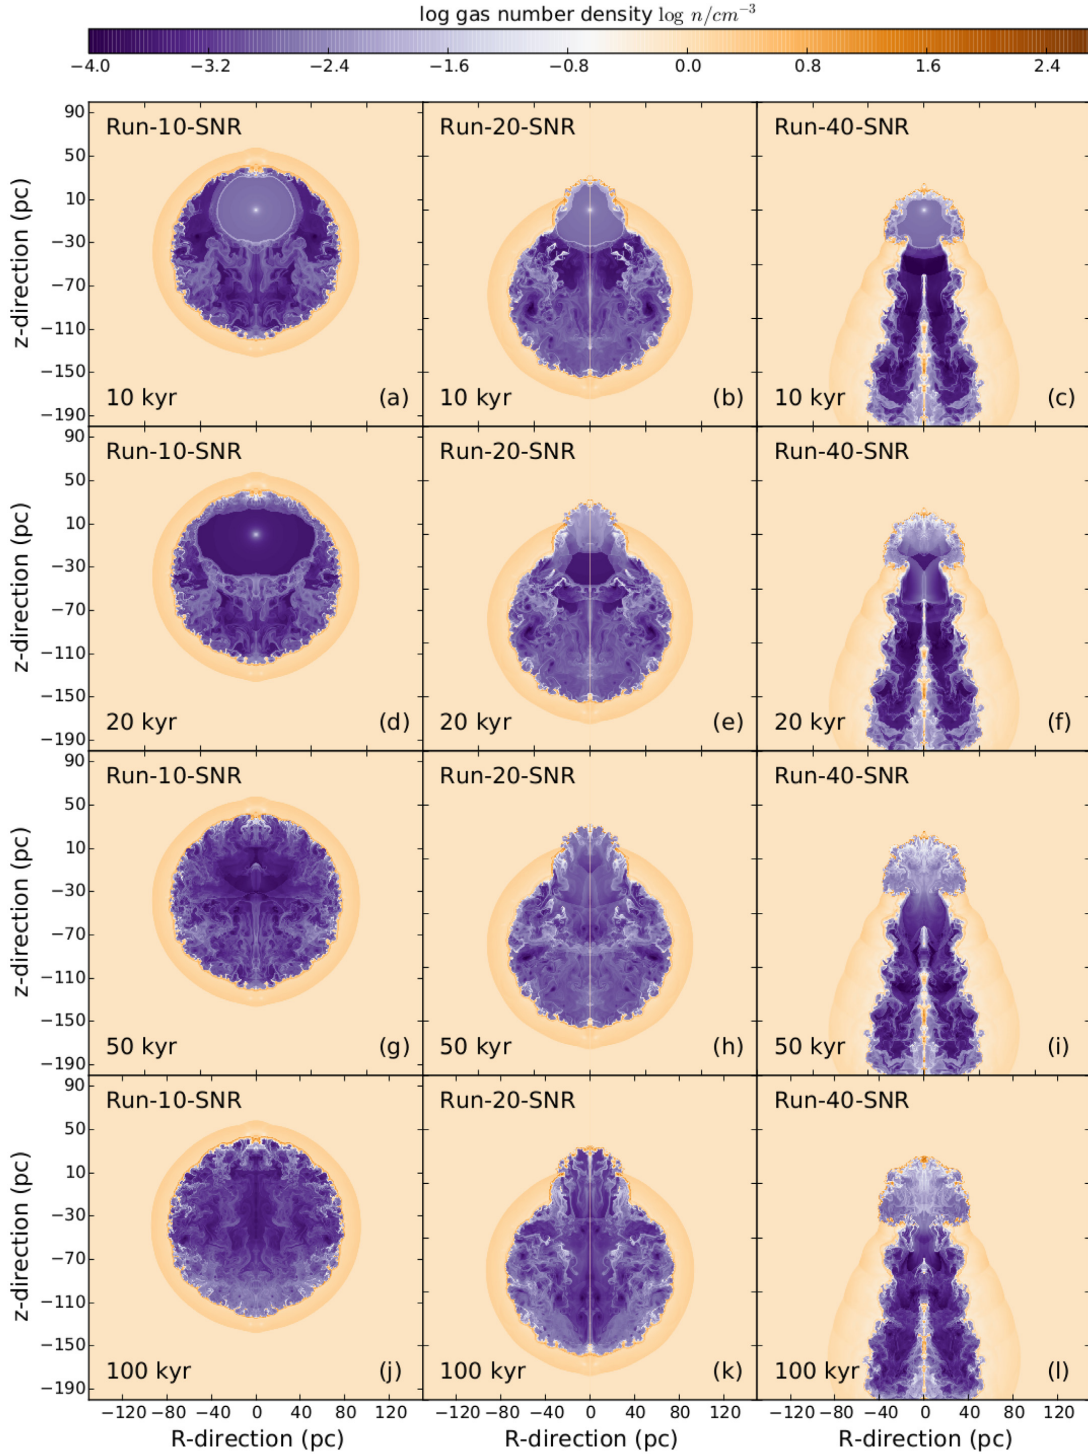 log gas number density log n/cm⁻³
−4.0 −3.2 −2.4 −1.6 −0.8 0.0 0.8 1.6 2.4
Run-10-SNR Run-20-SNR Run-40-SNR
90
50
10
−30
−70
−110
−150
−190
z-direction (pc)
10 kyr (a) 10 kyr (b) 10 kyr (c)
Run-10-SNR Run-20-SNR Run-40-SNR
90
50
10
−30
−70
−110
−150
−190
z-direction (pc)
20 kyr (d) 20 kyr (e) 20 kyr (f)
Run-10-SNR Run-20-SNR Run-40-SNR
90
50
10
−30
−70
−110
−150
−190
z-direction (pc)
50 kyr (g) 50 kyr (h) 50 kyr (i)
Run-10-SNR Run-20-SNR Run-40-SNR
90
50
10
−30
−70
−110
−150
−190
z-direction (pc)
100 kyr (j) 100 kyr (k) 100 kyr (l)
−120 −80 −40 0 40 80 120 −120 −80 −40 0 40 80 120 −120 −80 −40 0 40 80 120
R-direction (pc) R-direction (pc) R-direction (pc)